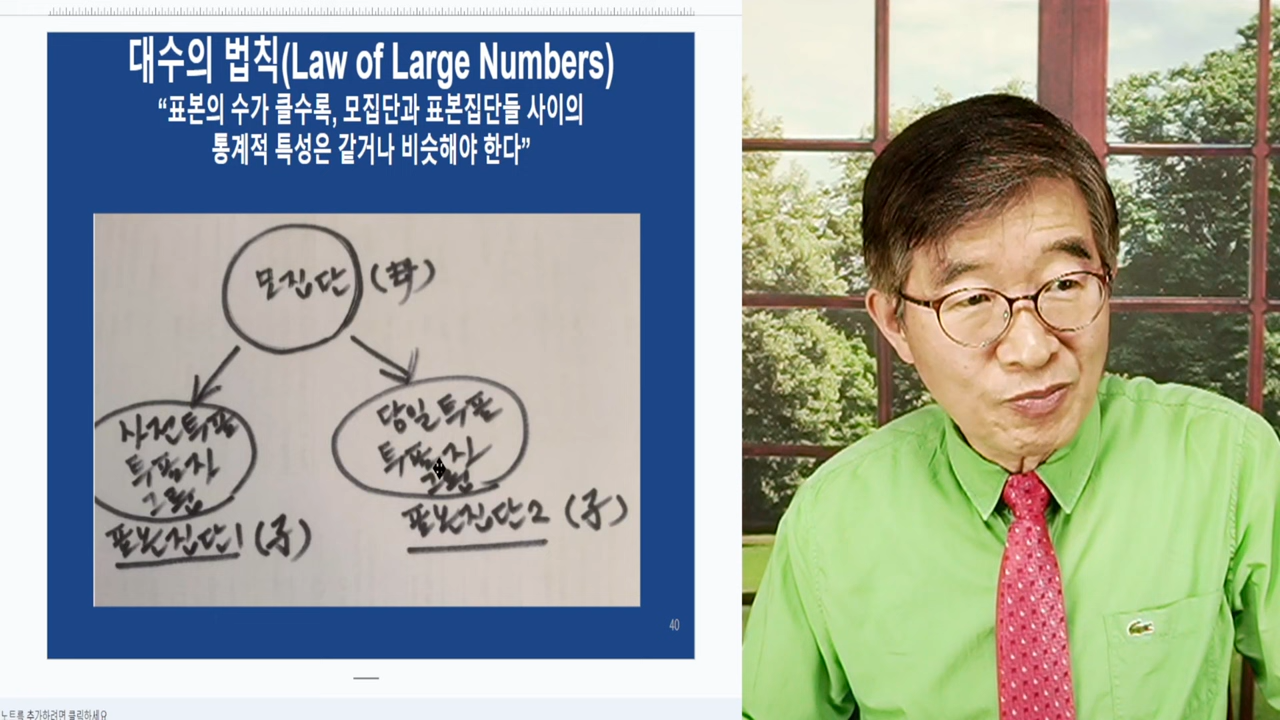 대수의 법칙(Law of Large Numbers)
“표본의 수가 클수록, 모집단과 표본집단들 사이의
통계적 특성은 같거나 비슷해야 한다”
모집단 (母)
사전투표
투표자
그룹
표본집단1 (子)
당일투표
투표자
그룹
표본집단2 (子)
40
노트를 추가하려면 클릭하세요